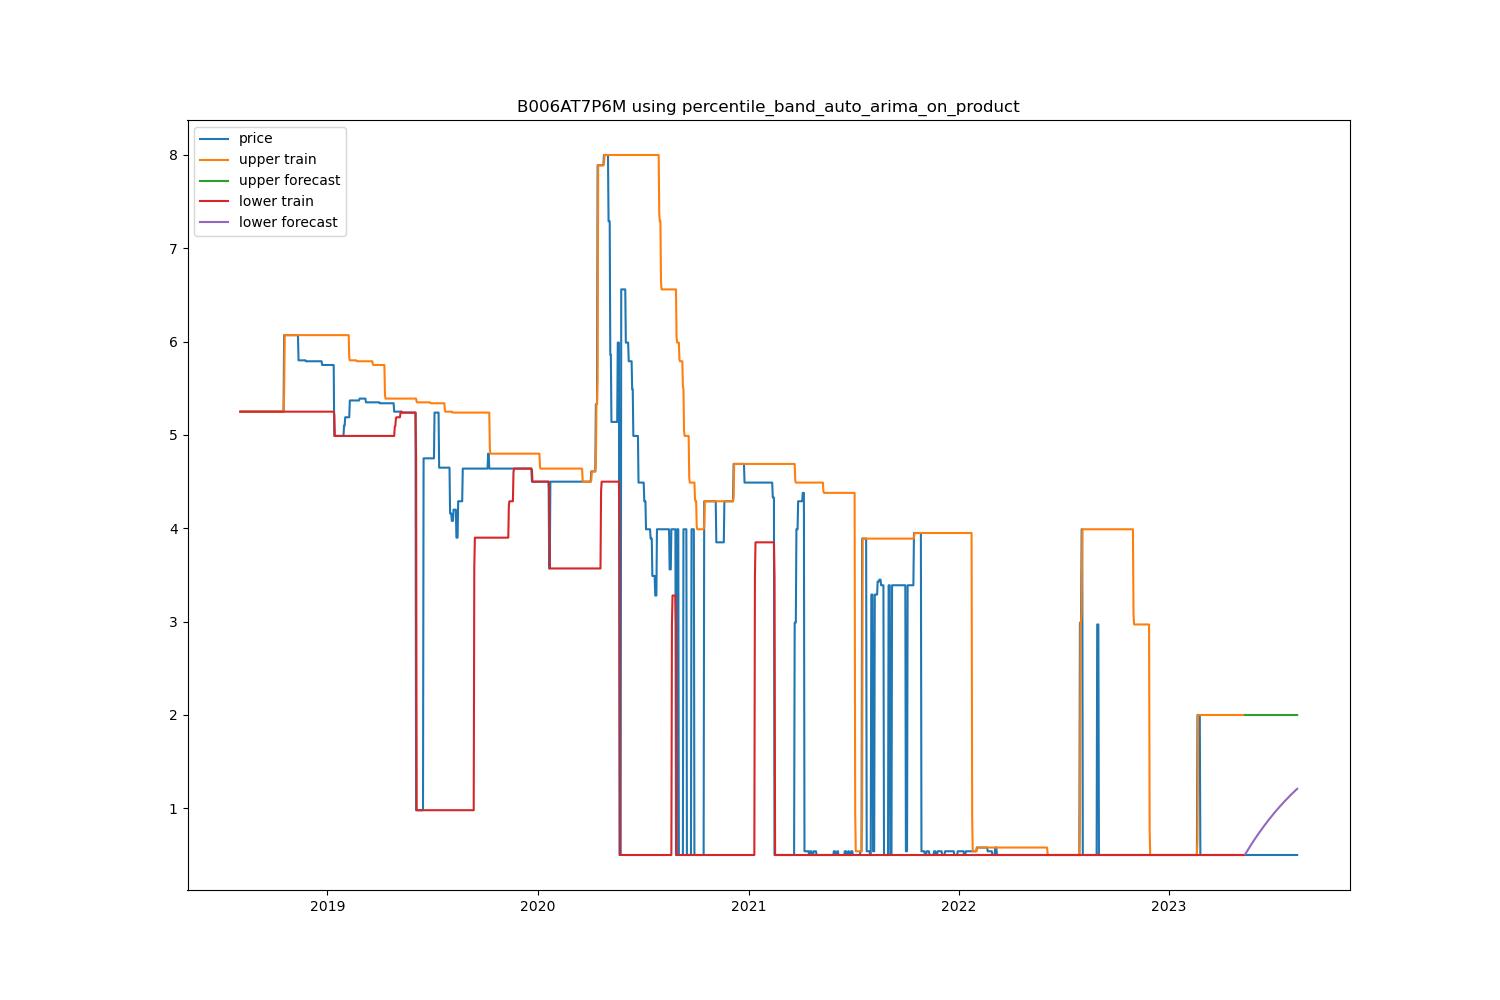 B006AT7P6M using percentile_band_auto_arima_on_product
price
upper train
upper forecast
lower train
lower forecast
8
7
6
5
4
3
2
1
2019
2020
2021
2022
2023